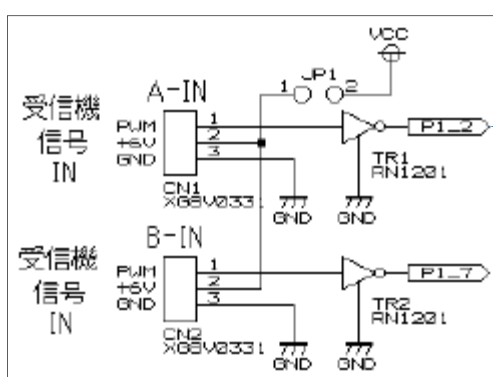 VCC
1 JP1 2
A-IN
受信機
信号
IN
PWM 1
+6V 2
GND 3
P1_2
TR1
RN1201
CN1
XG8V0331
GND GND
B-IN
受信機
信号
IN
PWM 1
+6V 2
GND 3
P1_7
TR2
RN1201
CN2
XG8V0331
GND GND